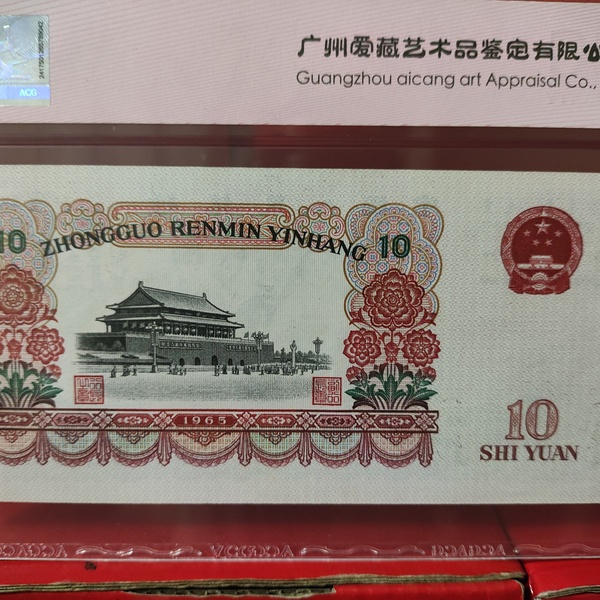 广州爱藏艺术品鉴定有限公
Guangzhou aicang art Appraisal Co.,
ACG
10 ZHONGGUO RENMIN YINHANG 10
1965
10
SHI YUAN